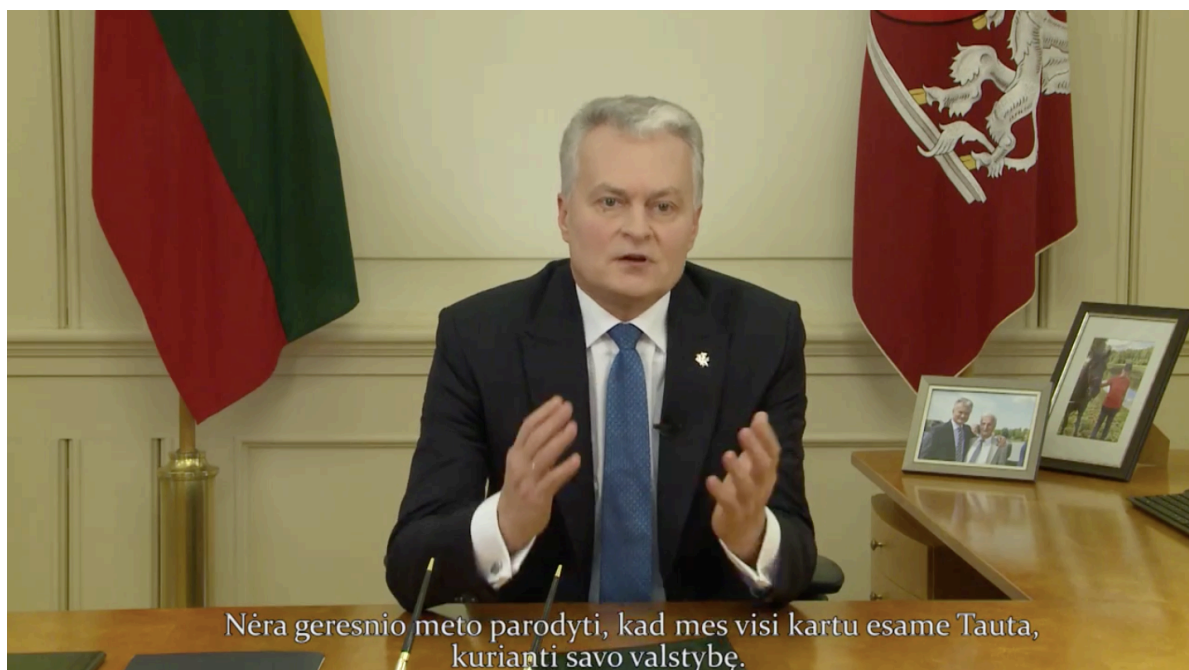 Nėra geresnio meto parodyti, kad mes visi kartu esame Tauta,
kurianti savo valstybę.